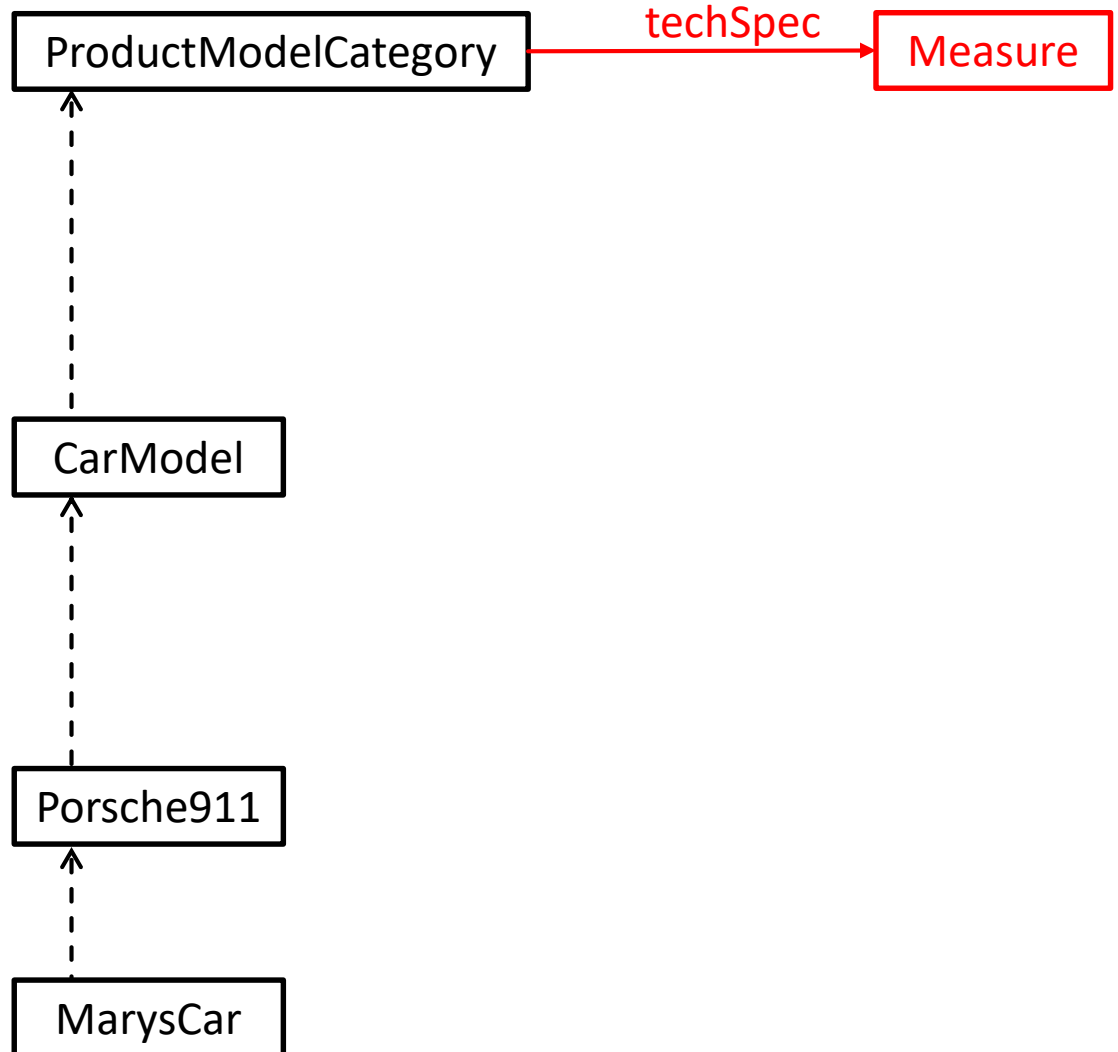 ProductModelCategory
techSpec
Measure
CarModel
Porsche911
MarysCar